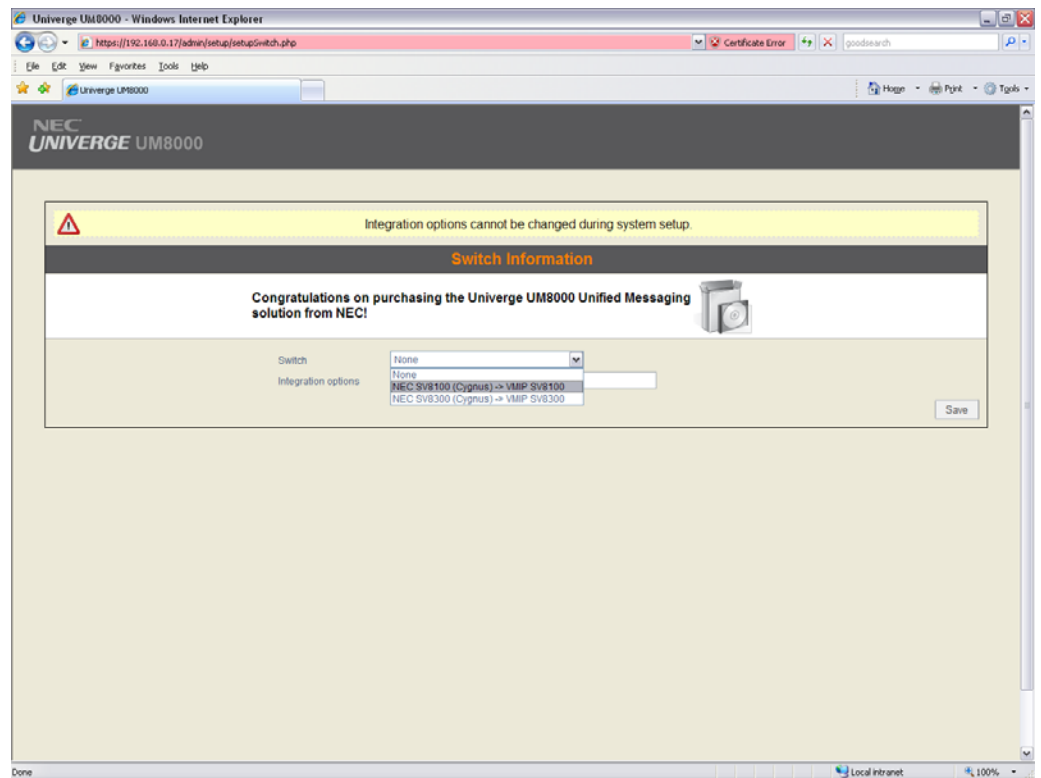 Univerge UM8000 - Windows Internet Explorer
https://192.168.0.17/admin/setup/setupSwitch.php
Certificate Error
goodsearch
File Edit View Favorites Tools Help
Univerge UM8000
Home
Print
Tools
NEC
UNIVERGE UM8000
Integration options cannot be changed during system setup.
Switch Information
Congratulations on purchasing the Univerge UM8000 Unified Messaging
solution from NEC!
Switch
None
Integration options
None
NEC SV8100 (Cygnus) -> VMIP SV8100
NEC SV8300 (Cygnus) -> VMIP SV8300
Save
Done
Local intranet
100%